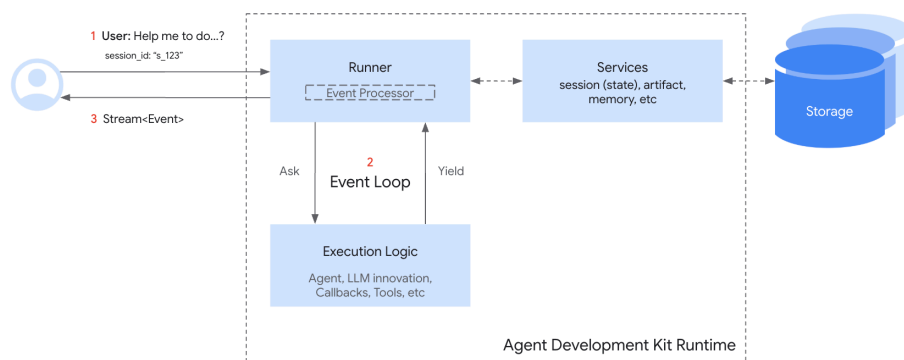 1 User: Help me to do...?
session_id: “s_123”
3 Stream<Event>
Runner
Event Processor
Services
session (state), artifact,
memory, etc
Storage
Ask
2
Event Loop
Yield
Execution Logic
Agent, LLM innovation,
Callbacks, Tools, etc
Agent Development Kit Runtime